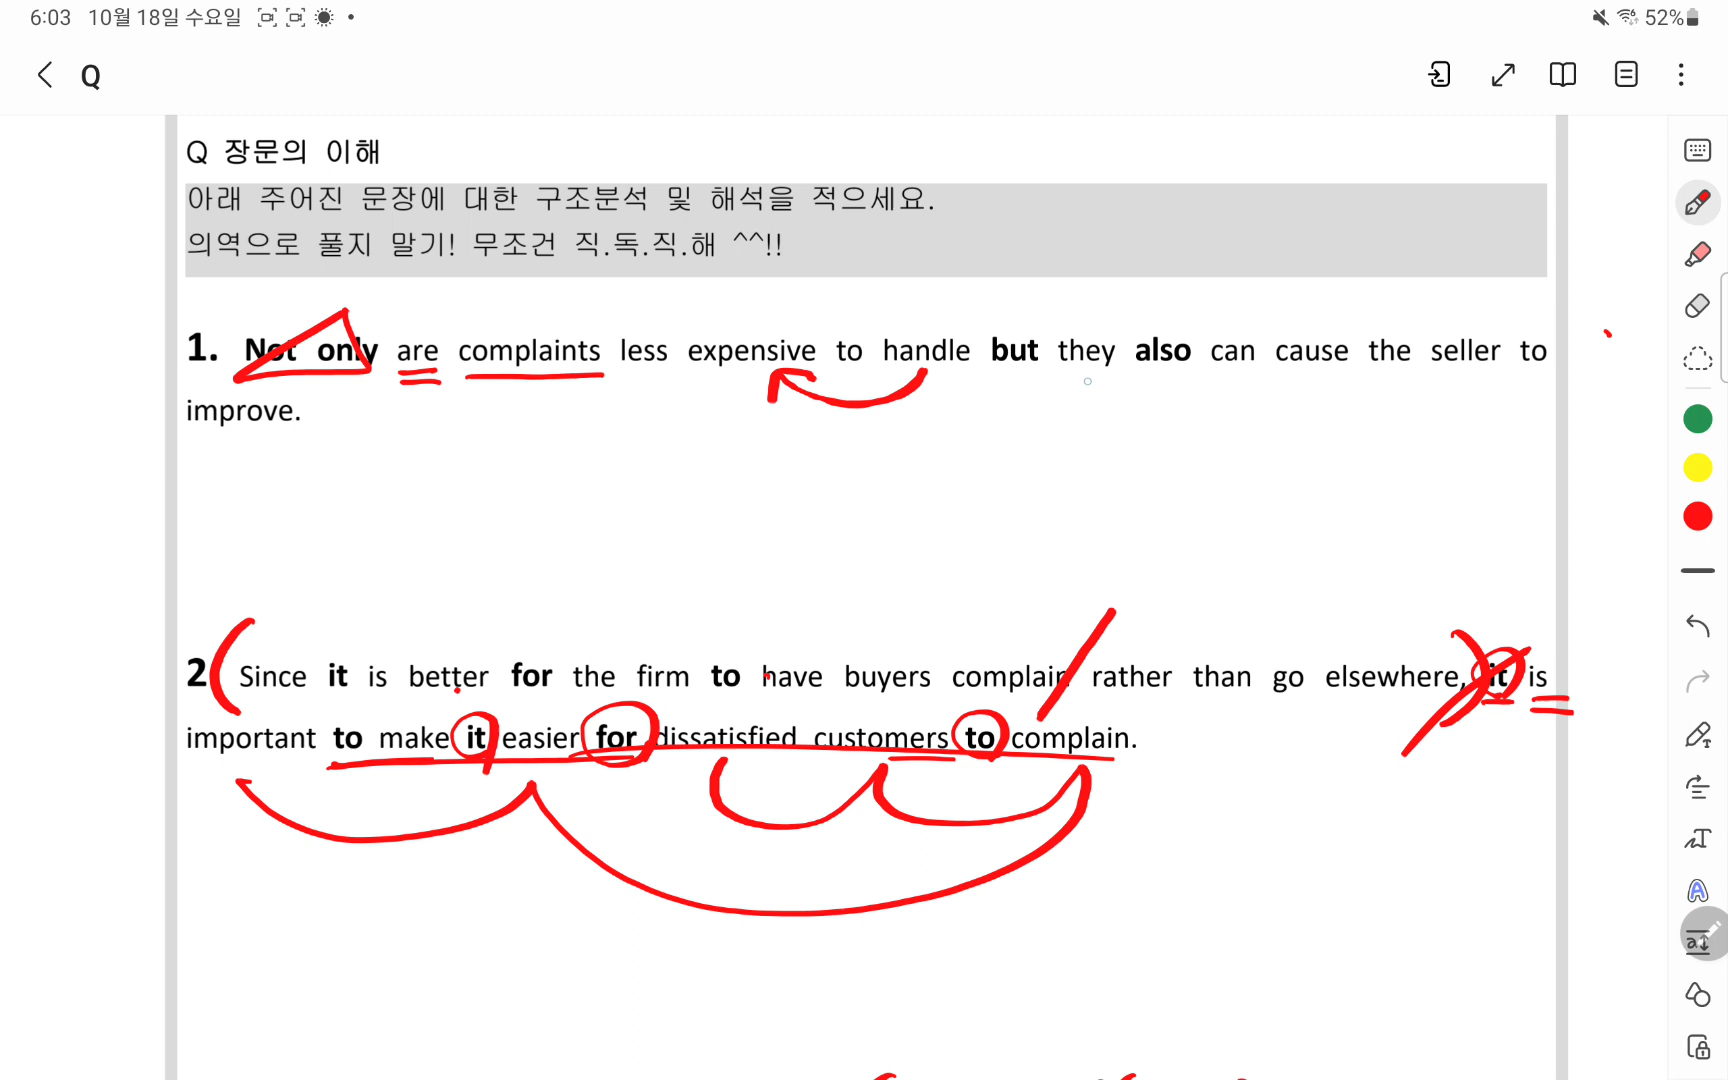 6:03 10월 18일 수요일
52%
Q
Q 장문의 이해
아래 주어진 문장에 대한 구조분석 및 해석을 적으세요.
의역으로 풀지 말기! 무조건 직.독.직.해 ^^!!
1. Not only are complaints less expensive to handle but they also can cause the seller to
improve.
2 Since it is better for the firm to have buyers complain rather than go elsewhere, it is
important to make it easier for dissatisfied customers to complain.